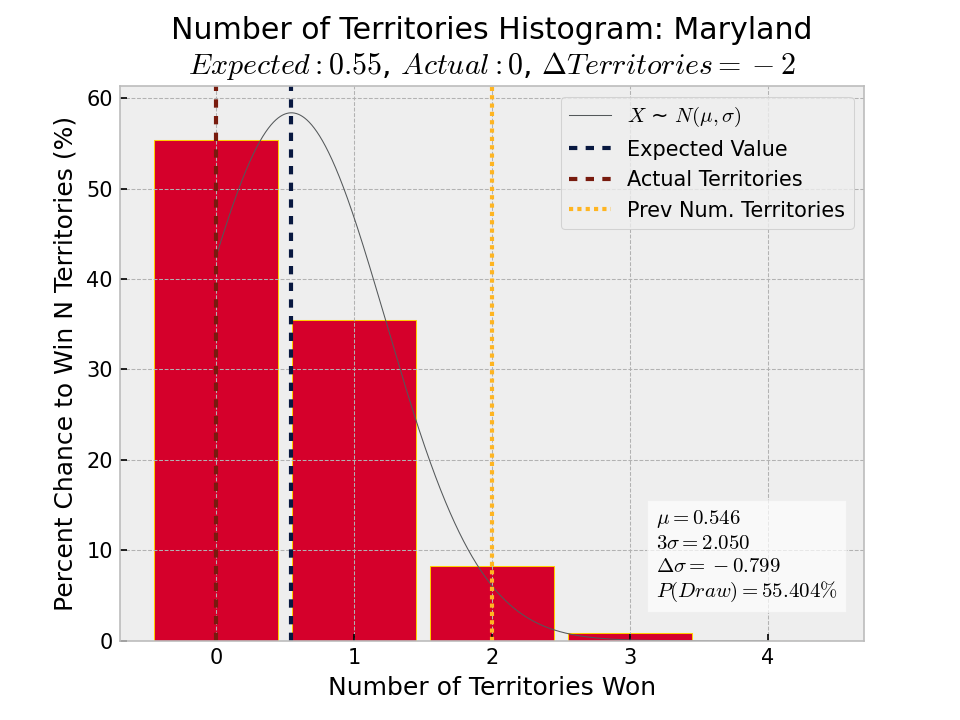 Number of Territories Histogram: Maryland
Expected : 0.55, Actual : 0, ΔTerritories = − 2
Percent Chance to Win N Territories (%)
60
50
40
30
20
10
0
X ~ N(μ, σ)
Expected Value
Actual Territories
Prev Num. Territories
μ = 0.546
3σ = 2.050
Δσ = − 0.799
P(Draw) = 55.404%
0 1 2 3 4
Number of Territories Won